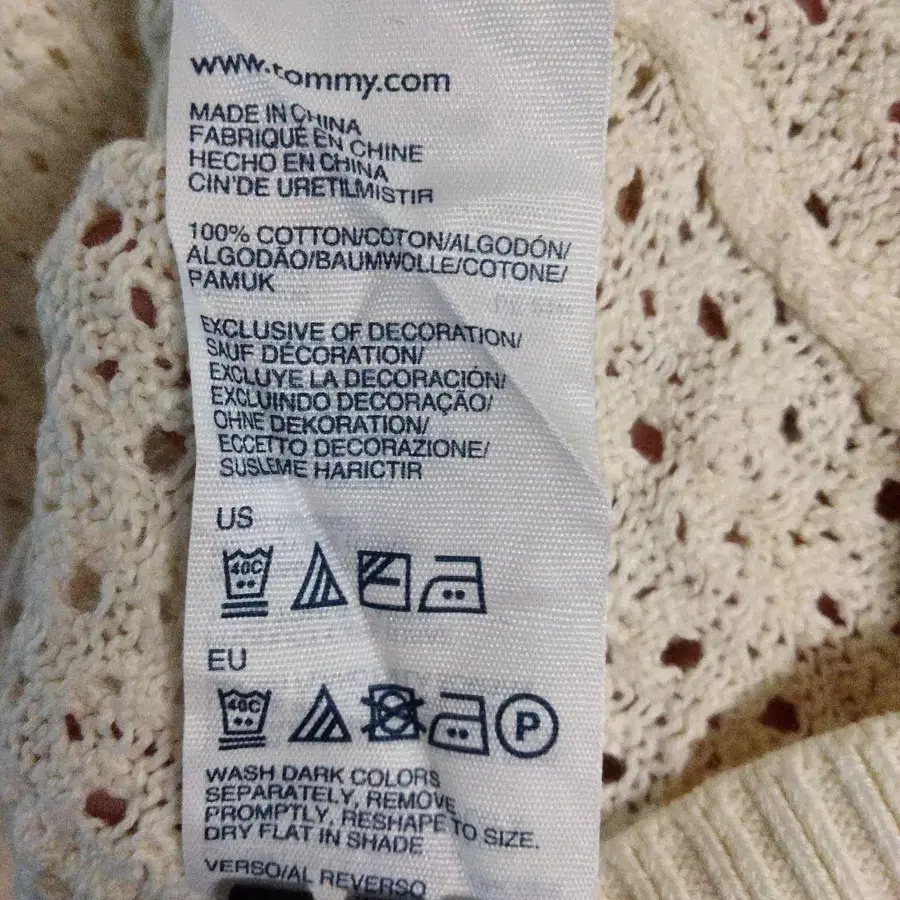 www.tommy.com
MADE IN CHINA
FABRIQUÉ EN CHINE
HECHO EN CHINA
CIN'DE URETILMISTIR
100% COTTON/COTON/ALGODÓN/
ALGODÃO/BAUMWOLLE/COTONE/
PAMUK
EXCLUSIVE OF DECORATION/
SAUF DÉCORATION/
EXCLUYE LA DECORACIÓN/
EXCLUINDO DECORAÇÃO/
OHNE DEKORATION/
ECCETTO DECORAZIONE/
SUSLEME HARICTIR
US
40C
EU
40C
P
WASH DARK COLORS
SEPARATELY, REMOVE
PROMPTLY, RESHAPE TO SIZE.
DRY FLAT IN SHADE
VERSO/AL REVERSO